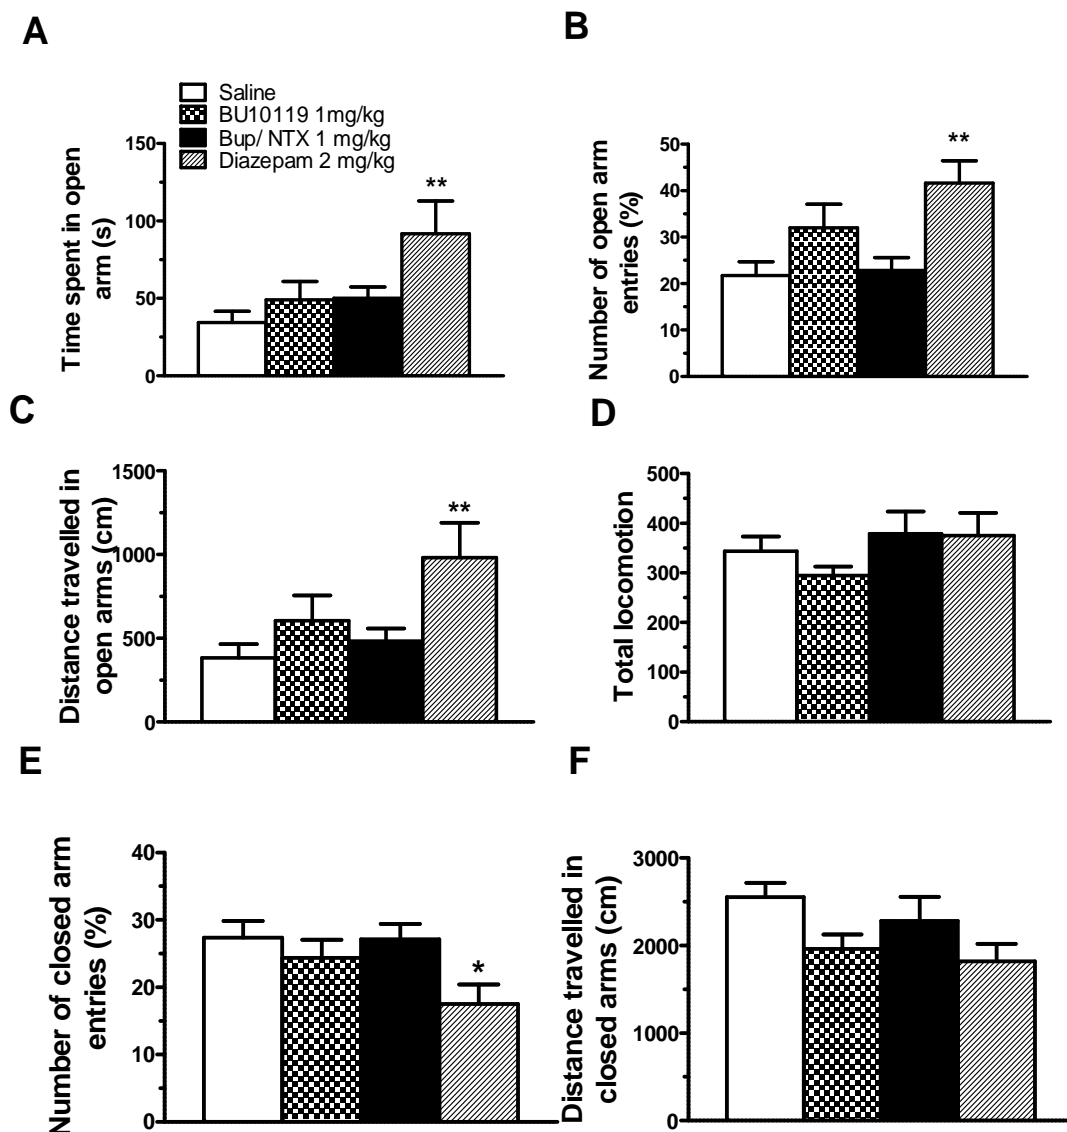 A
Saline
BU10119 1mg/kg
Bup/ NTX 1 mg/kg
Diazepam 2 mg/kg
Time spent in open
arm (s)
150
100
50
0
**
B
Number of open arm
entries (%)
50
40
30
20
10
0
**
C
Distance travelled in
open arms (cm)
1500
1000
500
0
**
D
Total locomotion
500
400
300
200
100
0
E
Number of closed arm
entries (%)
40
30
20
10
0
*
F
Distance travelled in
closed arms (cm)
3000
2000
1000
0